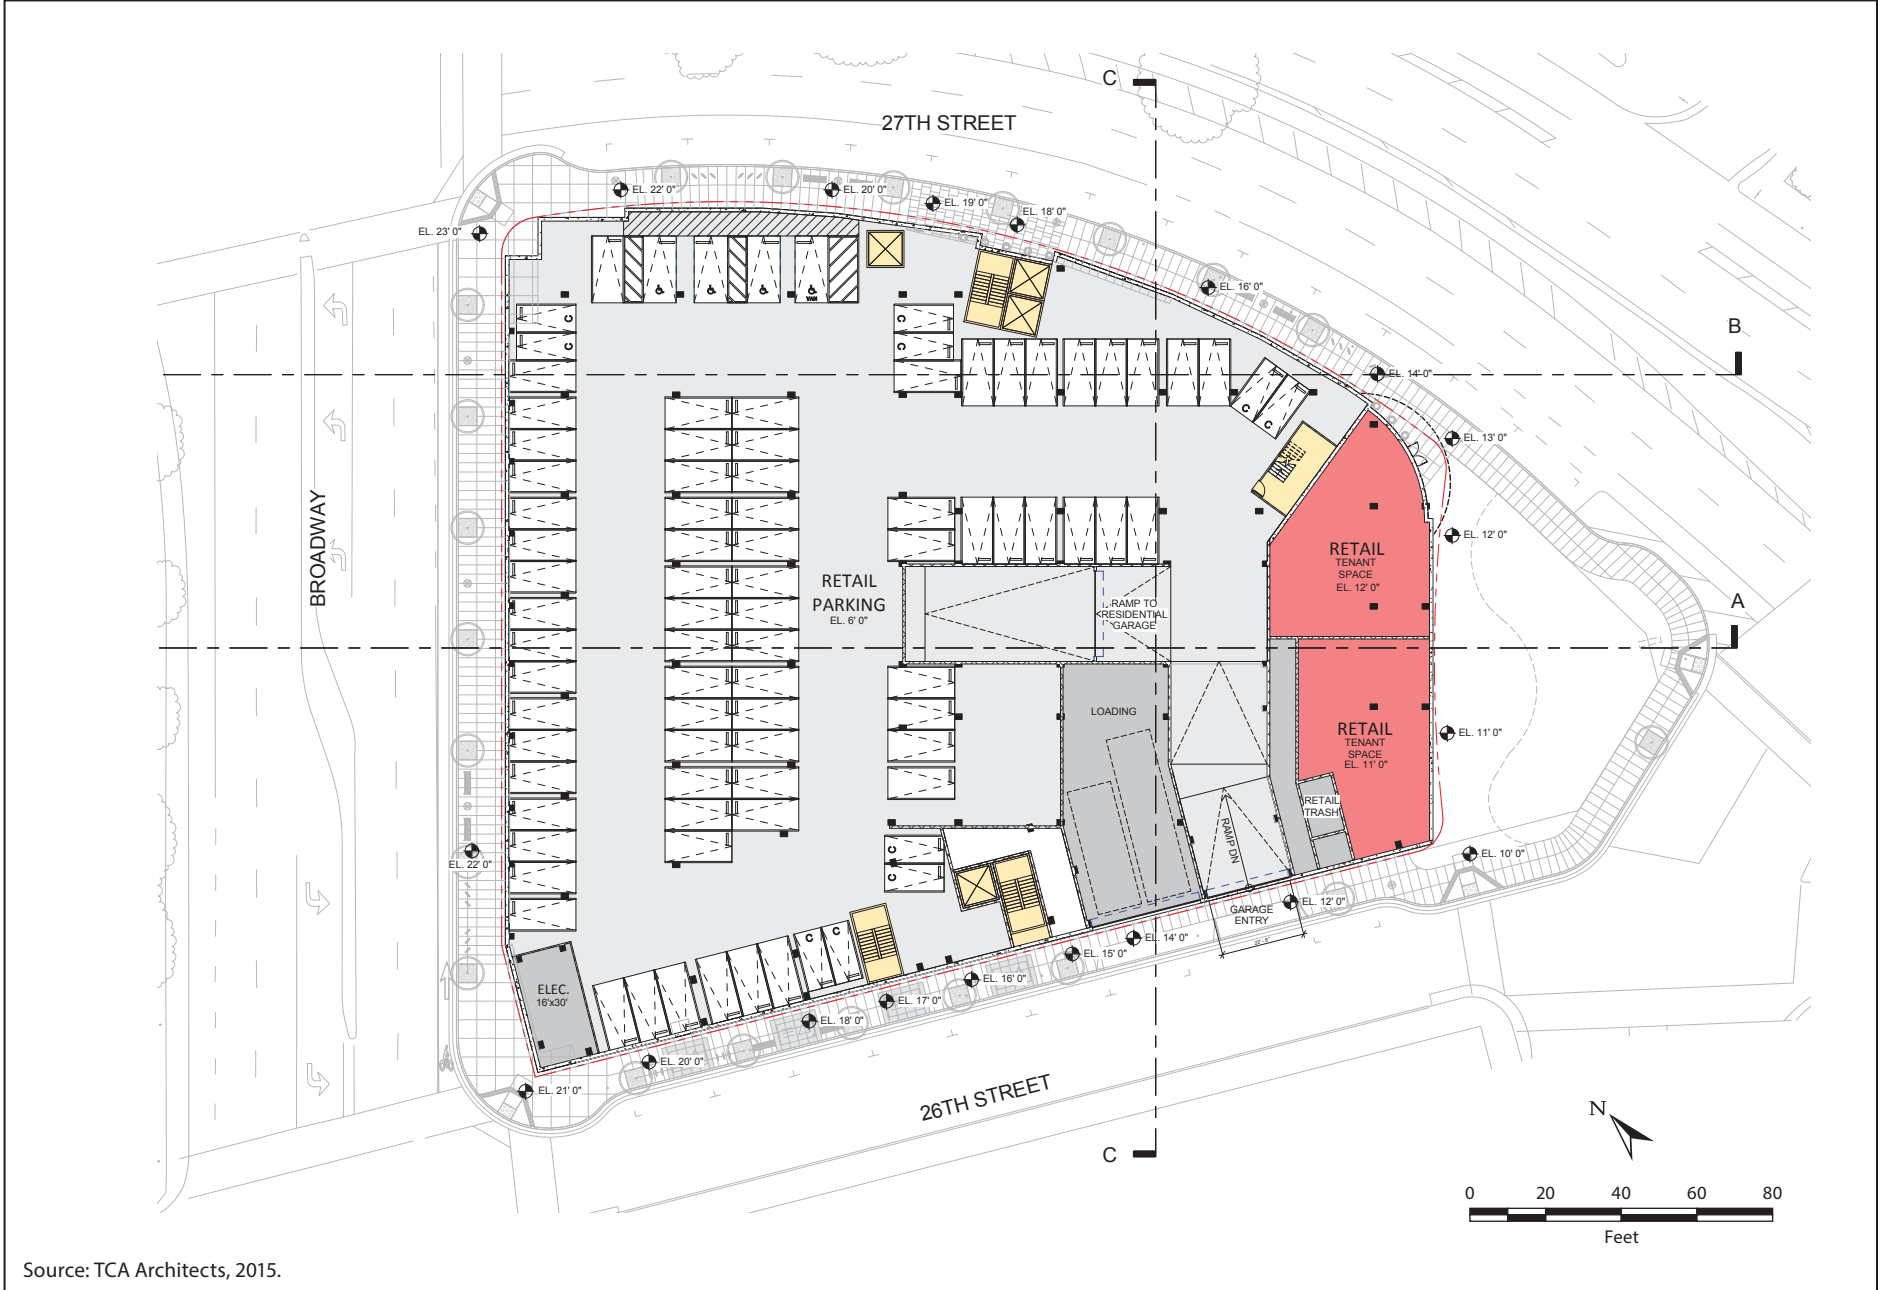 C
27TH STREET
EL. 22' 0"
EL. 20' 0"
EL. 19' 0"
EL. 18' 0"
EL. 23' 0"
EL. 16' 0"
VAN
C
C
C
C
B
EL. 14'-0"
C
C
EL. 13' 0"
EL. 12' 0"
BROADWAY
RETAIL
PARKING
EL. 6' 0"
RAMP TO
RESIDENTIAL
GARAGE
RETAIL
TENANT
SPACE
EL. 12' 0"
A
LOADING
RETAIL
TENANT
SPACE
EL. 11' 0"
EL. 11' 0"
RETAIL
TRASH
RAMP DN
EL. 22' 0"
C
C
EL. 10' 0"
EL. 12' 0"
GARAGE
ENTRY
C
C
EL. 14' 0"
EL. 15' 0"
EL. 16' 0"
EL. 17' 0"
EL. 18' 0"
ELEC.
16'x30'
EL. 20' 0"
EL. 21' 0"
26TH STREET
C
N
0 20 40 60 80
Feet
Source: TCA Architects, 2015.